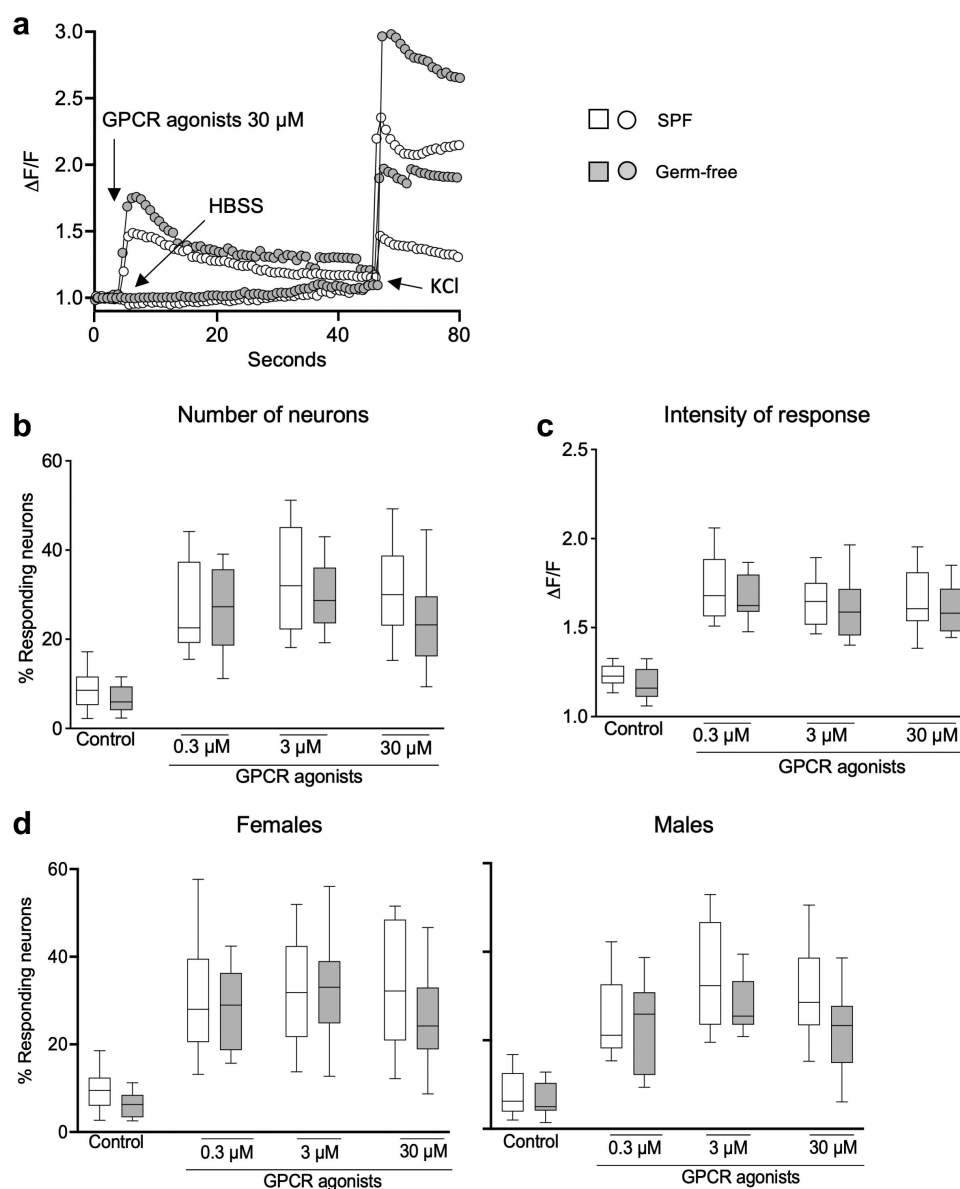 a
3.0
2.5
2.0
1.5
1.0
ΔF/F
GPCR agonists 30 µM
HBSS
KCl
0 20 40 60 80
Seconds
SPF
Germ-free
b
Number of neurons
% Responding neurons
60
40
20
0
Control
0.3 µM 3 µM 30 µM
GPCR agonists
c
Intensity of response
ΔF/F
2.5
2.0
1.5
1.0
Control
0.3 µM 3 µM 30 µM
GPCR agonists
d
Females
% Responding neurons
60
40
20
0
Control
0.3 µM 3 µM 30 µM
GPCR agonists
Males
Control
0.3 µM 3 µM 30 µM
GPCR agonists